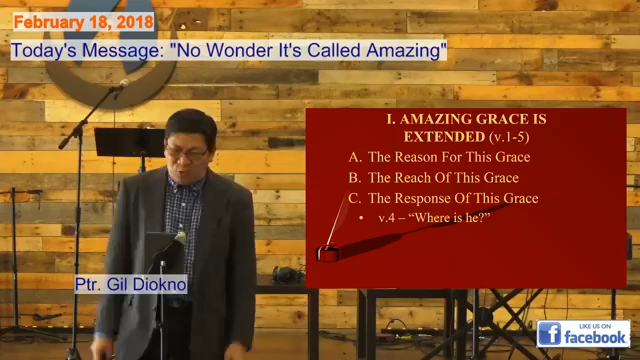 February 18, 2018
Today's Message: "No Wonder It's Called Amazing"
I. AMAZING GRACE IS
EXTENDED (v.1-5)
A. The Reason For This Grace
B. The Reach Of This Grace
C. The Response Of This Grace
• v.4 – “Where is he?”
Ptr. Gil Diokno
LIKE US ON
facebook